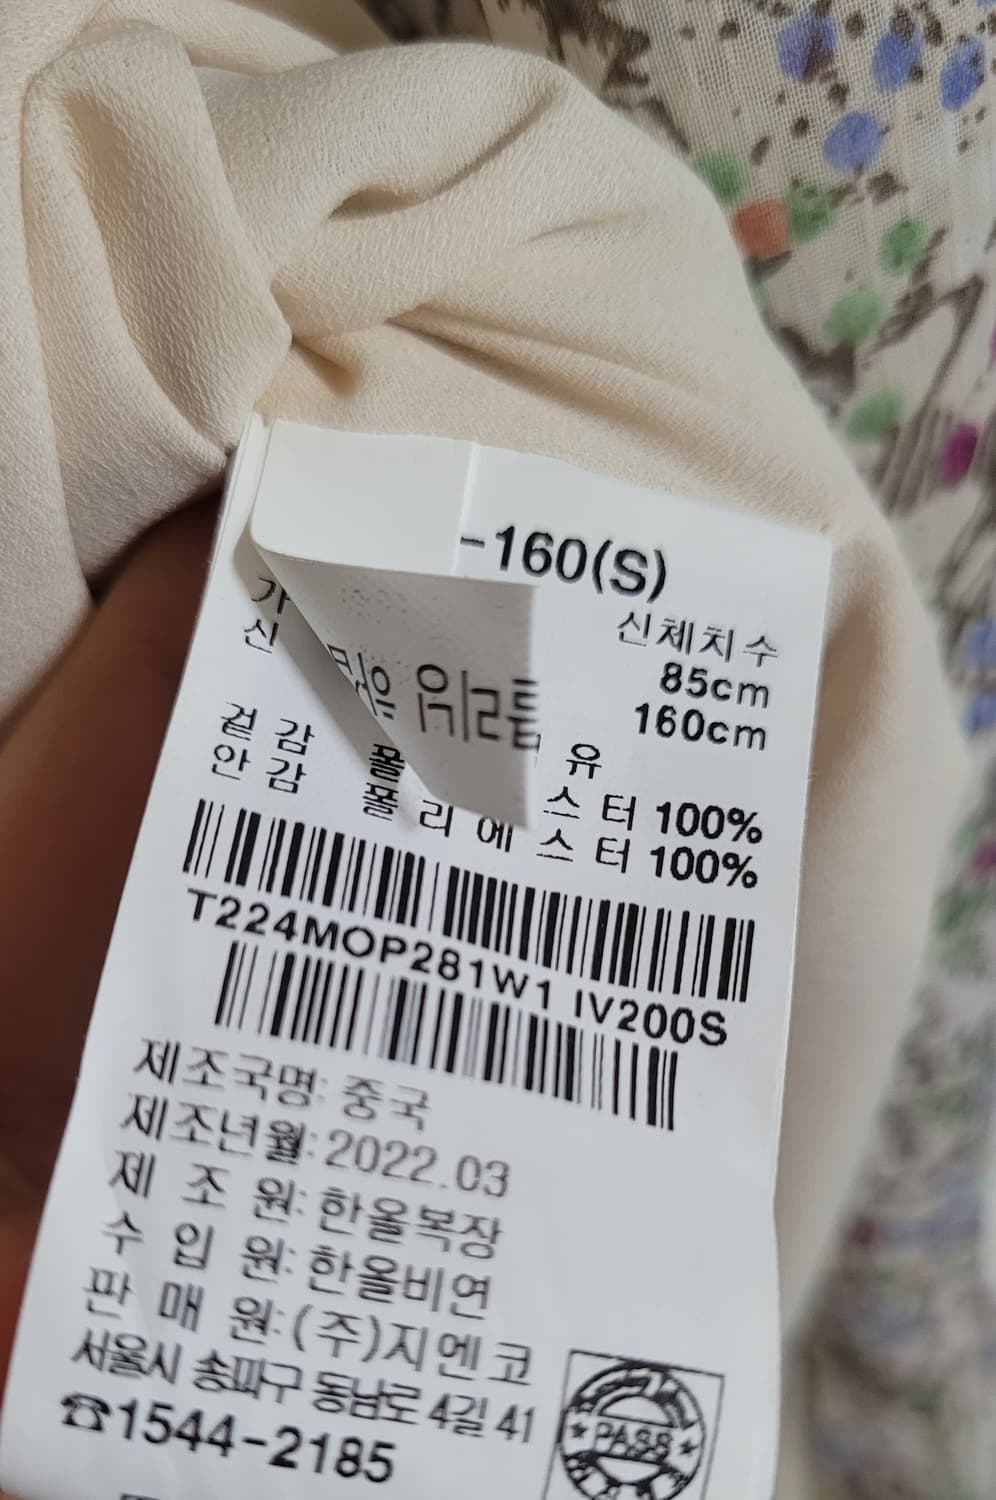 -160(S)
신체치수
가
85cm
신
160cm
유
겉 감 폴 스 터 100%
안 감 폴 리 에 스 터 100%
T224MOP281W1 IV200S
제조국명: 중국
제조년월: 2022.03
제 조 원: 한올복장
수 입 원: 한올비연
판 매 원: (주)지엔코
서울시 송파구 동남로 4길 41
☎1544-2185
PASS